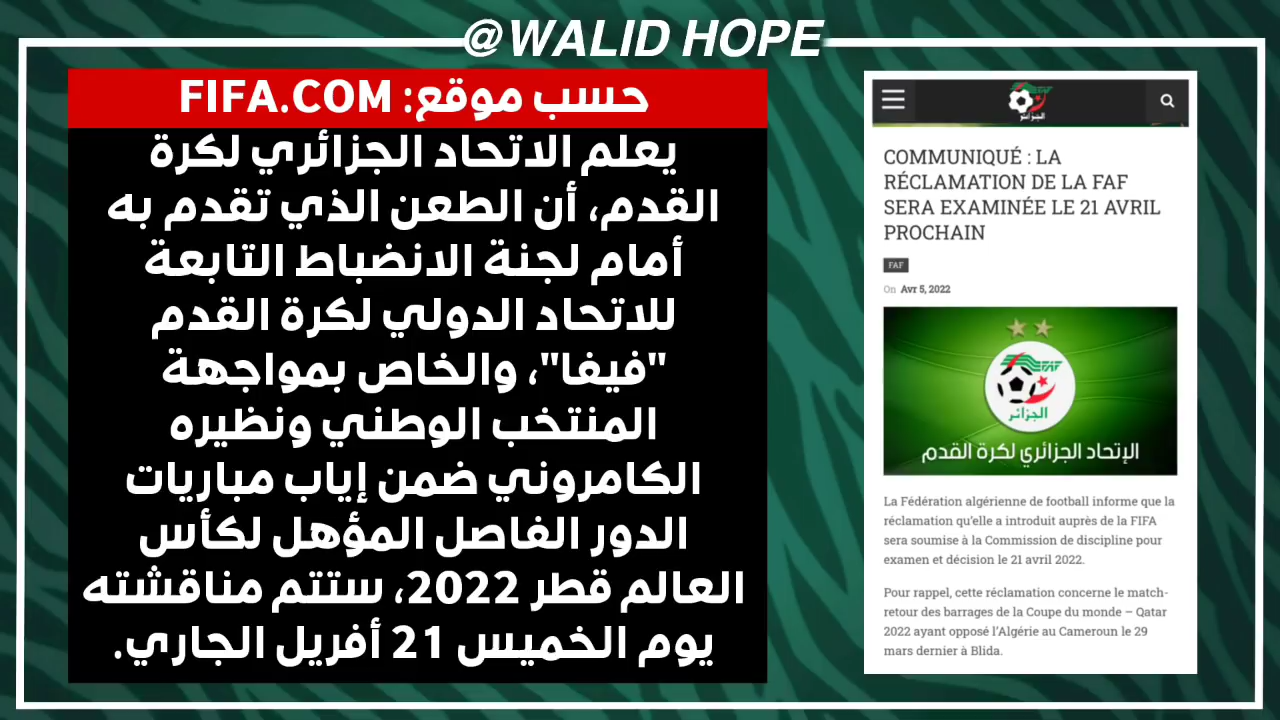 @WALID HOPE
حسب موقع: FIFA.COM
يعلم الاتحاد الجزائري لكرة
القدم، أن الطعن الذي تقدم به
أمام لجنة الانضباط التابعة
للاتحاد الدولي لكرة القدم
"فيفا"، والخاص بمواجهة
المنتخب الوطني ونظيره
الكامروني ضمن إياب مباريات
الدور الفاصل المؤهل لكأس
العالم قطر 2022، ستتم مناقشته
يوم الخميس 21 أفريل الجاري.
FAF
الجزائر
COMMUNIQUÉ : LA
RÉCLAMATION DE LA FAF
SERA EXAMINÉE LE 21 AVRIL
PROCHAIN
FAF
On Avr 5, 2022
FAF
الجزائر
الإتحاد الجزائري لكرة القدم
La Fédération algérienne de football informe que la
réclamation qu'elle a introduit auprès de la FIFA
sera soumise à la Commission de discipline pour
examen et décision le 21 avril 2022.
Pour rappel, cette réclamation concerne le match-
retour des barrages de la Coupe du monde – Qatar
2022 ayant opposé l'Algérie au Cameroun le 29
mars dernier à Blida.